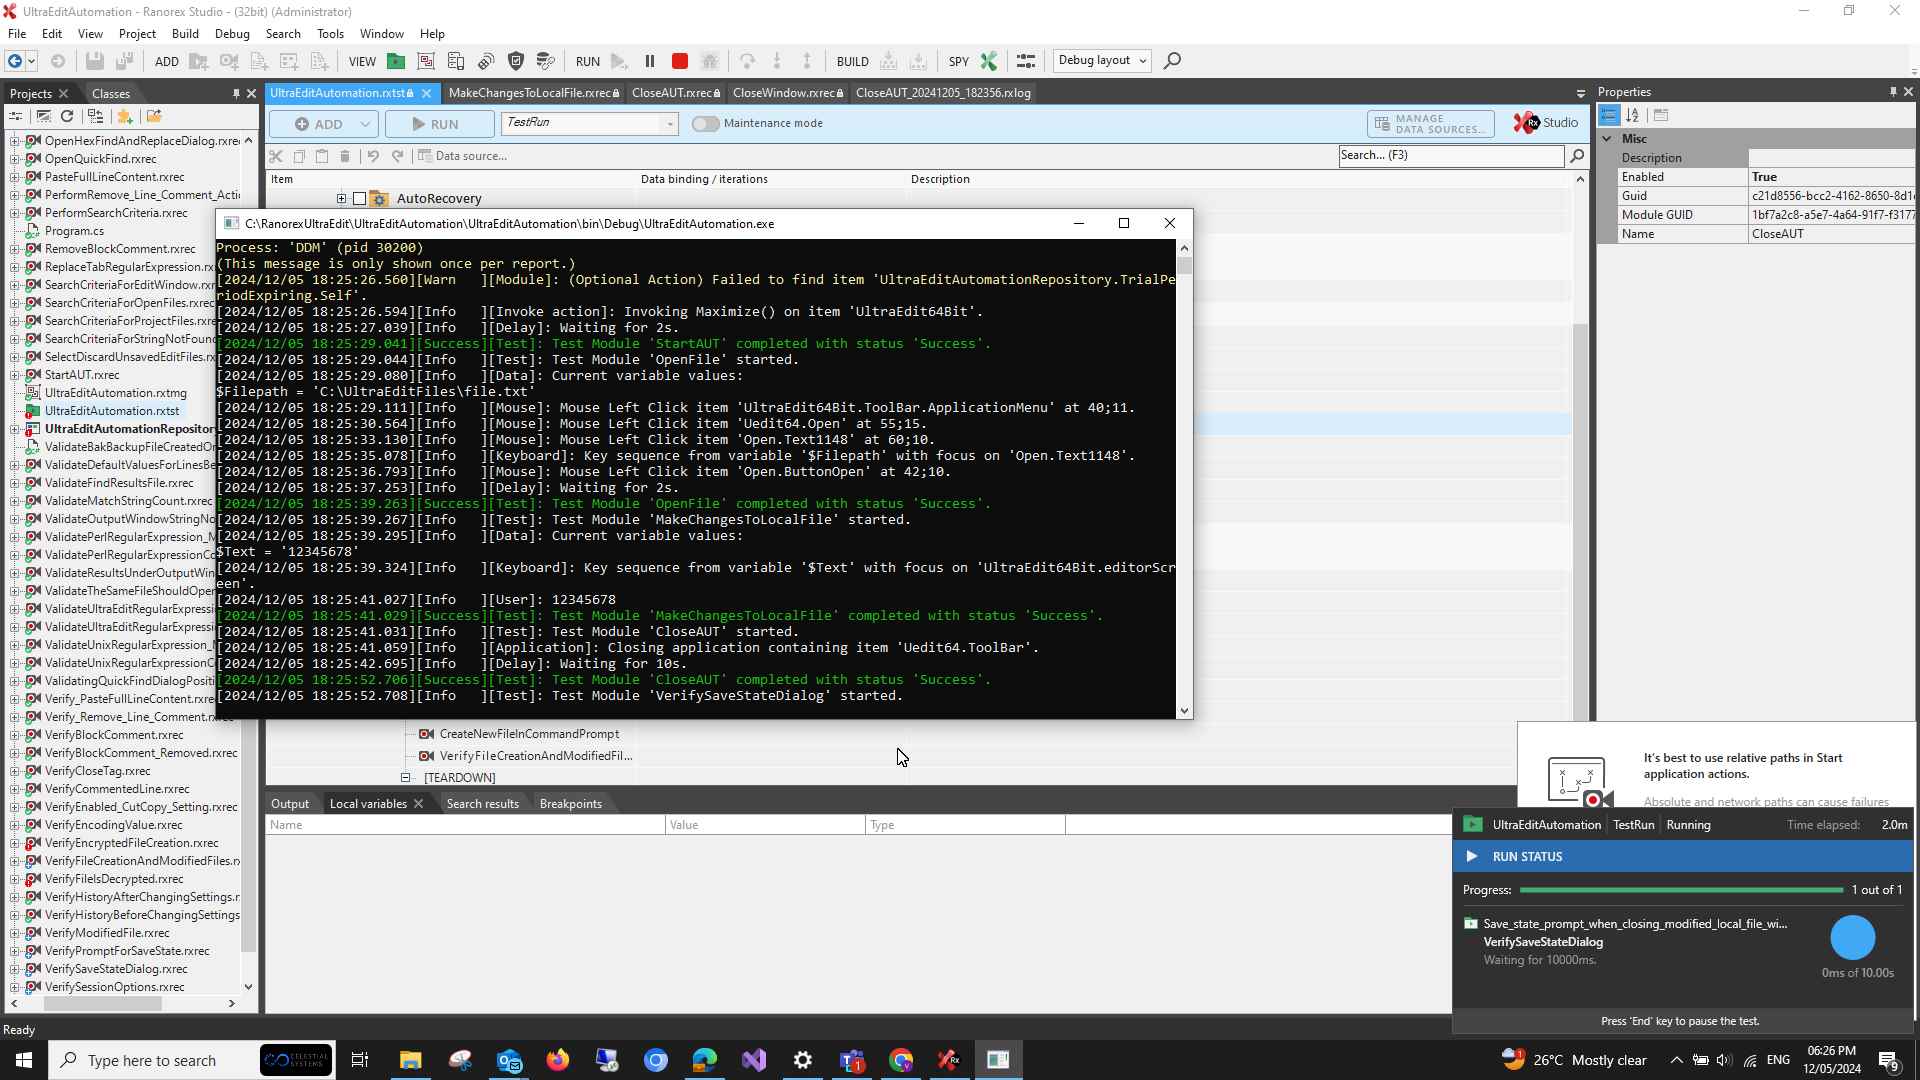 UltraEditAutomation - Ranorex Studio - (32bit) (Administrator)
File Edit View Project Build Debug Search Tools Window Help
ADD VIEW RUN BUILD SPY Debug layout
Projects Classes
UltraEditAutomation.rxtst MakeChangesToLocalFile.rxrec CloseAUT.rxrec CloseWindow.rxrec CloseAUT_20241205_182356.rxlog
Properties
ADD RUN TestRun Maintenance mode MANAGE DATA SOURCES... Rx Studio
Data source... Search... (F3)
Item Data binding / iterations Description
AutoRecovery
Misc
Description
Enabled True
Guid c21d8556-bcc2-4162-8650-8d1
Module GUID 1bf7a2c8-a5e7-4a64-91f7-f3177
Name CloseAUT
OpenHexFindAndReplaceDialog.rxre
OpenQuickFind.rxrec
PasteFullLineContent.rxrec
PerformRemove_Line_Comment_Acti
PerformSearchCriteria.rxrec
Program.cs
RemoveBlockComment.rxrec
ReplaceTabRegularExpression.rx
SearchCriteriaForEditWindow.rx
SearchCriteriaForOpenFiles.rxre
SearchCriteriaForProjectFiles.rxre
SearchCriteriaForStringNotFoun
SelectDiscardUnsavedEditFiles.rx
StartAUT.rxrec
UltraEditAutomation.rxtmg
UltraEditAutomation.rxtst
UltraEditAutomationRepository
ValidateBakBackupFileCreatedOr
ValidateDefaultValuesForLinesBe
ValidateFindResultsFile.rxrec
ValidateMatchStringCount.rxrec
ValidateOutputWindowStringNo
ValidatePerlRegularExpression_M
ValidatePerlRegularExpressionCo
ValidateResultsUnderOutputWin
ValidateTheSameFileShouldOpen
ValidateUltraEditRegularExpressi
ValidateUltraEditRegularExpressi
ValidateUnixRegularExpression_M
ValidateUnixRegularExpressionC
ValidatingQuickFindDialogPositi
Verify_PasteFullLineContent.rxre
Verify_Remove_Line_Comment.rx
VerifyBlockComment.rxrec
VerifyBlockComment_Removed.rxrec
VerifyCloseTag.rxrec
VerifyCommentedLine.rxrec
VerifyEnabled_CutCopy_Setting.rxrec
VerifyEncodingValue.rxrec
VerifyEncryptedFileCreation.rxrec
VerifyFileCreationAndModifiedFiles.rx
VerifyFileIsDecrypted.rxrec
VerifyHistoryAfterChangingSettings.r
VerifyHistoryBeforeChangingSettings
VerifyModifiedFile.rxrec
VerifyPromptForSaveState.rxrec
VerifySaveStateDialog.rxrec
VerifySessionOptions.rxrec
C:\RanorexUltraEdit\UltraEditAutomation\UltraEditAutomation\bin\Debug\UltraEditAutomation.exe
Process: 'DDM' (pid 30200)
(This message is only shown once per report.)
[2024/12/05 18:25:26.560][Warn   ][Module]: (Optional Action) Failed to find item 'UltraEditAutomationRepository.TrialPe
riodExpiring.Self'.
[2024/12/05 18:25:26.594][Info   ][Invoke action]: Invoking Maximize() on item 'UltraEdit64Bit'.
[2024/12/05 18:25:27.039][Info   ][Delay]: Waiting for 2s.
[2024/12/05 18:25:29.041][Success][Test]: Test Module 'StartAUT' completed with status 'Success'.
[2024/12/05 18:25:29.044][Info   ][Test]: Test Module 'OpenFile' started.
[2024/12/05 18:25:29.080][Info   ][Data]: Current variable values:
$Filepath = 'C:\UltraEditFiles\file.txt'
[2024/12/05 18:25:29.111][Info   ][Mouse]: Mouse Left Click item 'UltraEdit64Bit.ToolBar.ApplicationMenu' at 40;11.
[2024/12/05 18:25:30.564][Info   ][Mouse]: Mouse Left Click item 'Uedit64.Open' at 55;15.
[2024/12/05 18:25:33.130][Info   ][Mouse]: Mouse Left Click item 'Open.Text1148' at 60;10.
[2024/12/05 18:25:35.078][Info   ][Keyboard]: Key sequence from variable '$Filepath' with focus on 'Open.Text1148'.
[2024/12/05 18:25:36.793][Info   ][Mouse]: Mouse Left Click item 'Open.ButtonOpen' at 42;10.
[2024/12/05 18:25:37.253][Info   ][Delay]: Waiting for 2s.
[2024/12/05 18:25:39.263][Success][Test]: Test Module 'OpenFile' completed with status 'Success'.
[2024/12/05 18:25:39.267][Info   ][Test]: Test Module 'MakeChangesToLocalFile' started.
[2024/12/05 18:25:39.295][Info   ][Data]: Current variable values:
$Text = '12345678'
[2024/12/05 18:25:39.324][Info   ][Keyboard]: Key sequence from variable '$Text' with focus on 'UltraEdit64Bit.editorScr
een'.
[2024/12/05 18:25:41.027][Info   ][User]: 12345678
[2024/12/05 18:25:41.029][Success][Test]: Test Module 'MakeChangesToLocalFile' completed with status 'Success'.
[2024/12/05 18:25:41.031][Info   ][Test]: Test Module 'CloseAUT' started.
[2024/12/05 18:25:41.059][Info   ][Application]: Closing application containing item 'Uedit64.ToolBar'.
[2024/12/05 18:25:42.695][Info   ][Delay]: Waiting for 10s.
[2024/12/05 18:25:52.706][Success][Test]: Test Module 'CloseAUT' completed with status 'Success'.
[2024/12/05 18:25:52.708][Info   ][Test]: Test Module 'VerifySaveStateDialog' started.
CreateNewFileInCommandPrompt
VerifyFileCreationAndModifiedFil...
[TEARDOWN]
Output Local variables Search results Breakpoints
Name Value Type
It's best to use relative paths in Start
application actions.
Absolute and network paths can cause failures
UltraEditAutomation TestRun Running Time elapsed: 2.0m
RUN STATUS
Progress: 1 out of 1
Save_state_prompt_when_closing_modified_local_file_wi...
VerifySaveStateDialog
Waiting for 10000ms.
0ms of 10.00s
Press 'End' key to pause the test.
Ready
Type here to search
CELESTIAL SYSTEMS
26°C Mostly clear ENG
06:26 PM
12/05/2024
9